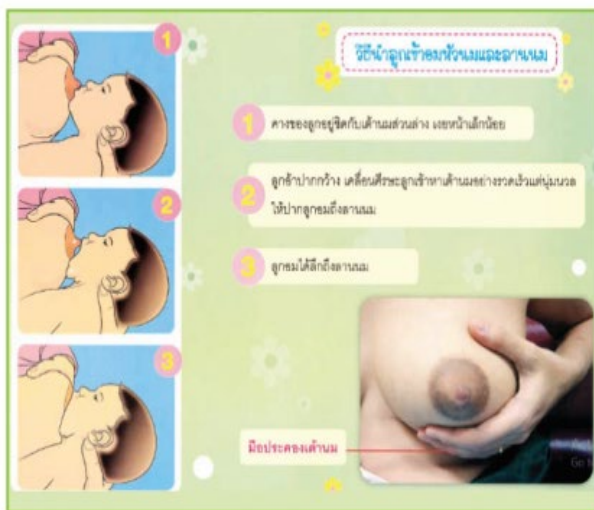 วิธีนำลูกเข้าอมหัวนมและลานนม
1
1 คางของลูกอยู่ชิดกับเต้านมส่วนล่าง เงยหน้าเล็กน้อย
2
2 ลูกอ้าปากกว้าง เคลื่อนศีรษะลูกเข้าหาเต้านมอย่างรวดเร็วแต่นุ่มนวล
ให้ปากลูกอมถึงลานนม
3 ลูกอมได้ลึกถึงลานนม
3
มือประคองเต้านม